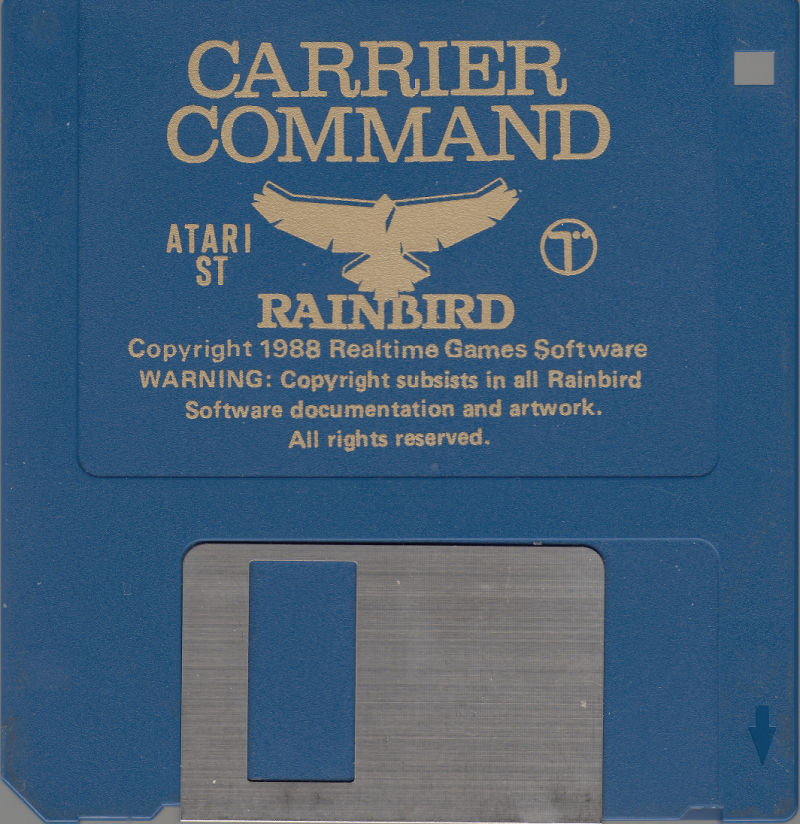 CARRIER
COMMAND
ATARI
ST
T
RAINBIRD
Copyright 1988 Realtime Games Software
WARNING: Copyright subsists in all Rainbird
Software documentation and artwork.
All rights reserved.